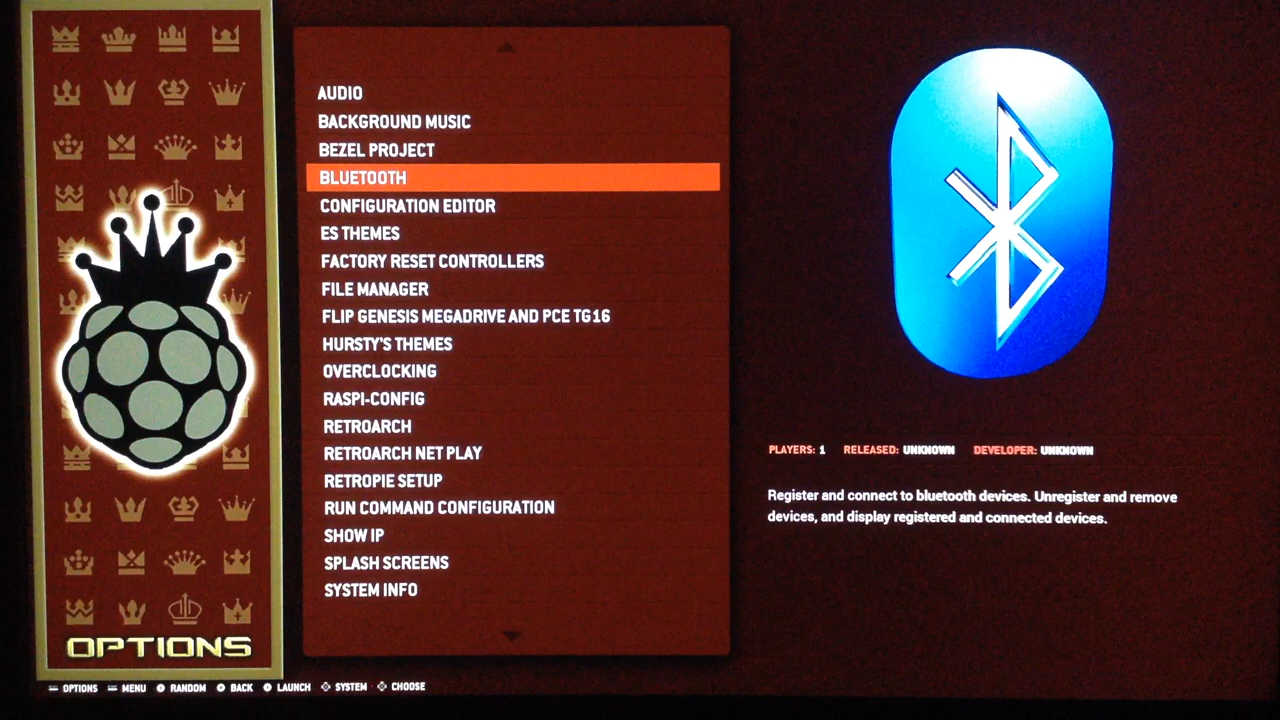 AUDIO
BACKGROUND MUSIC
BEZEL PROJECT
BLUETOOTH
CONFIGURATION EDITOR
ES THEMES
FACTORY RESET CONTROLLERS
FILE MANAGER
FLIP GENESIS MEGADRIVE AND PCE TG16
HURSTY'S THEMES
OVERCLOCKING
RASPI-CONFIG
RETROARCH
RETROARCH NET PLAY
RETROPIE SETUP
RUN COMMAND CONFIGURATION
SHOW IP
SPLASH SCREENS
SYSTEM INFO
PLAYERS: 1 RELEASED: UNKNOWN DEVELOPER: UNKNOWN
Register and connect to bluetooth devices. Unregister and remove
devices, and display registered and connected devices.
OPTIONS
OPTIONS MENU RANDOM BACK LAUNCH SYSTEM CHOOSE